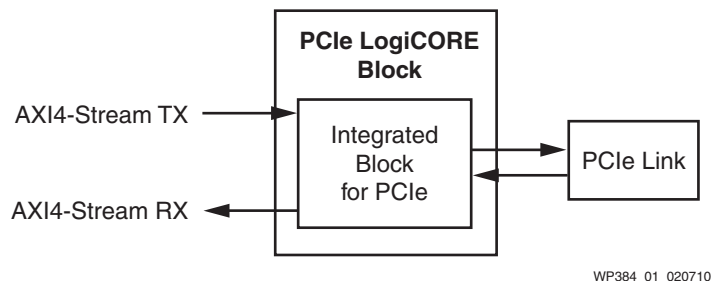 PCIe LogiCORE
Block
AXI4-Stream TX
Integrated
Block
for PCIe
PCIe Link
AXI4-Stream RX
WP384_01_020710